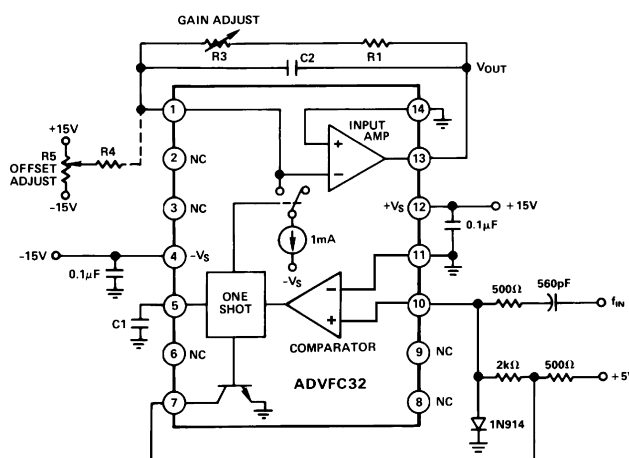 GAIN ADJUST
R3
R1
C2
VOUT
1
14
INPUT
AMP
+
−
13
+15V
R5
OFFSET
ADJUST
R4
−15V
2
NC
3
NC
+VS
12
+15V
0.1µF
1mA
−VS
−15V
4
−VS
0.1µF
11
5
C1
ONE
SHOT
−
+
COMPARATOR
10
500Ω
560pF
fIN
6
NC
9
NC
2kΩ
500Ω
+5V
ADVFC32
7
8
NC
1N914